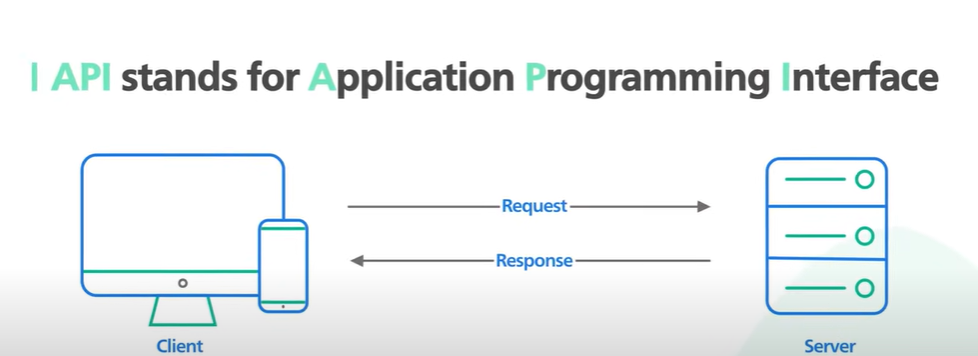 | API stands for Application Programming Interface
Request
Response
Client
Server